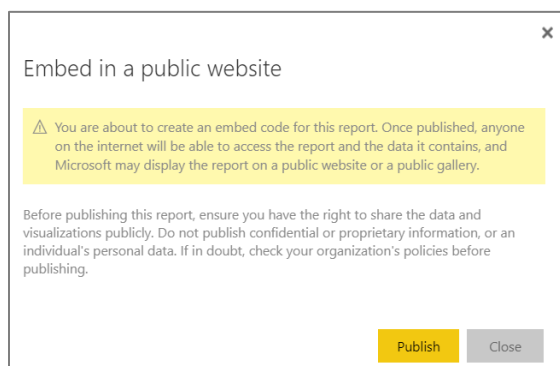 Embed in a public website
You are about to create an embed code for this report. Once published, anyone
on the internet will be able to access the report and the data it contains, and
Microsoft may display the report on a public website or a public gallery.
Before publishing this report, ensure you have the right to share the data and
visualizations publicly. Do not publish confidential or proprietary information, or an
individual's personal data. If in doubt, check your organization's policies before
publishing.
Publish Close